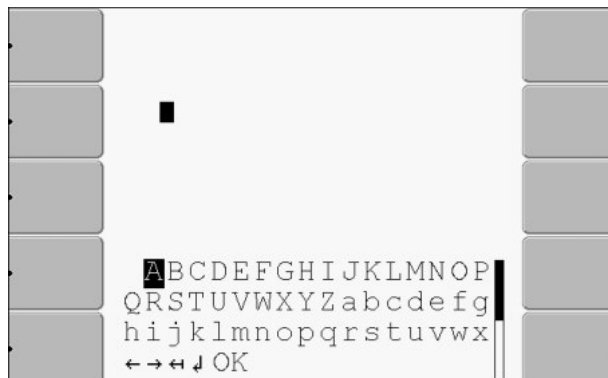 ABCDEFGHIJKLMNOP
QRSTUVWXYZabcdefg
hijklmnopqrstuvwx
←→↤↲OK